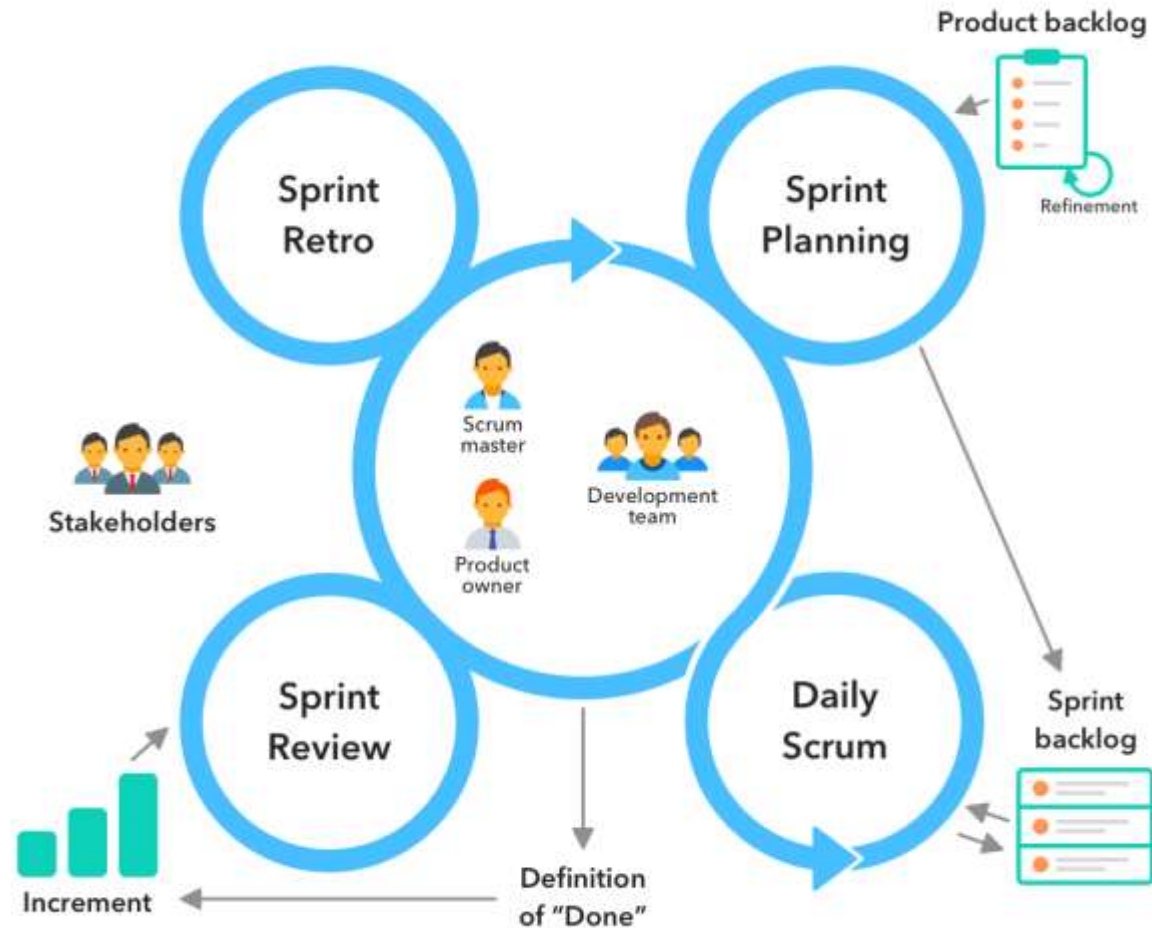 Product backlog
Refinement
Sprint
Retro
Sprint
Planning
Scrum
master
Development
team
Product
owner
Stakeholders
Sprint
Review
Daily
Scrum
Sprint
backlog
Increment
Definition
of "Done"